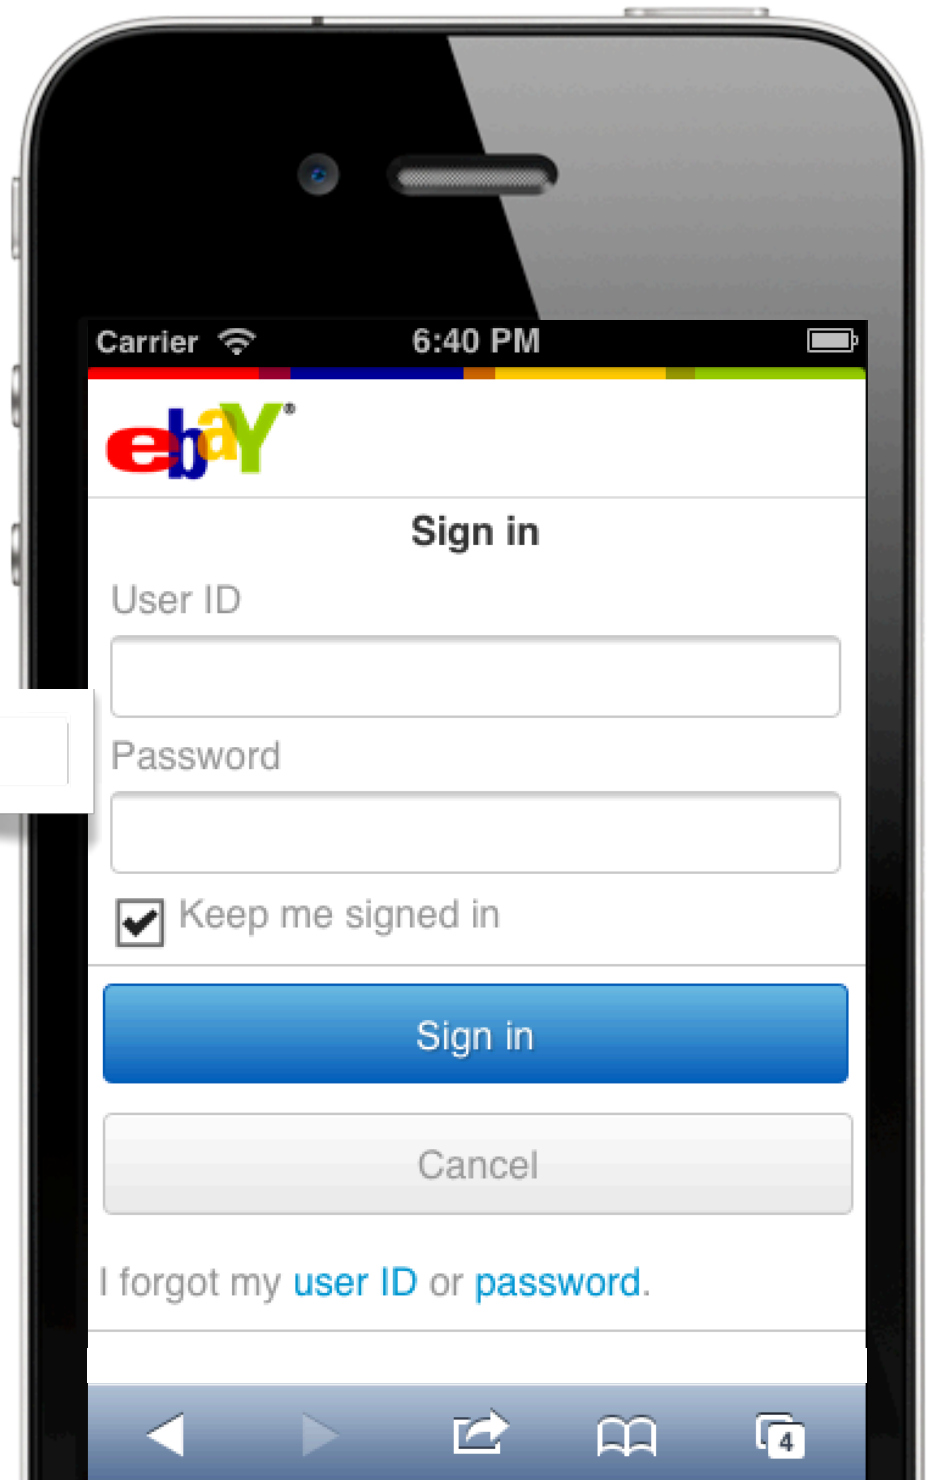 Carrier 6:40 PM
ebaY®
Sign in
User ID
Password
Keep me signed in
Sign in
Cancel
I forgot my user ID or password.
4